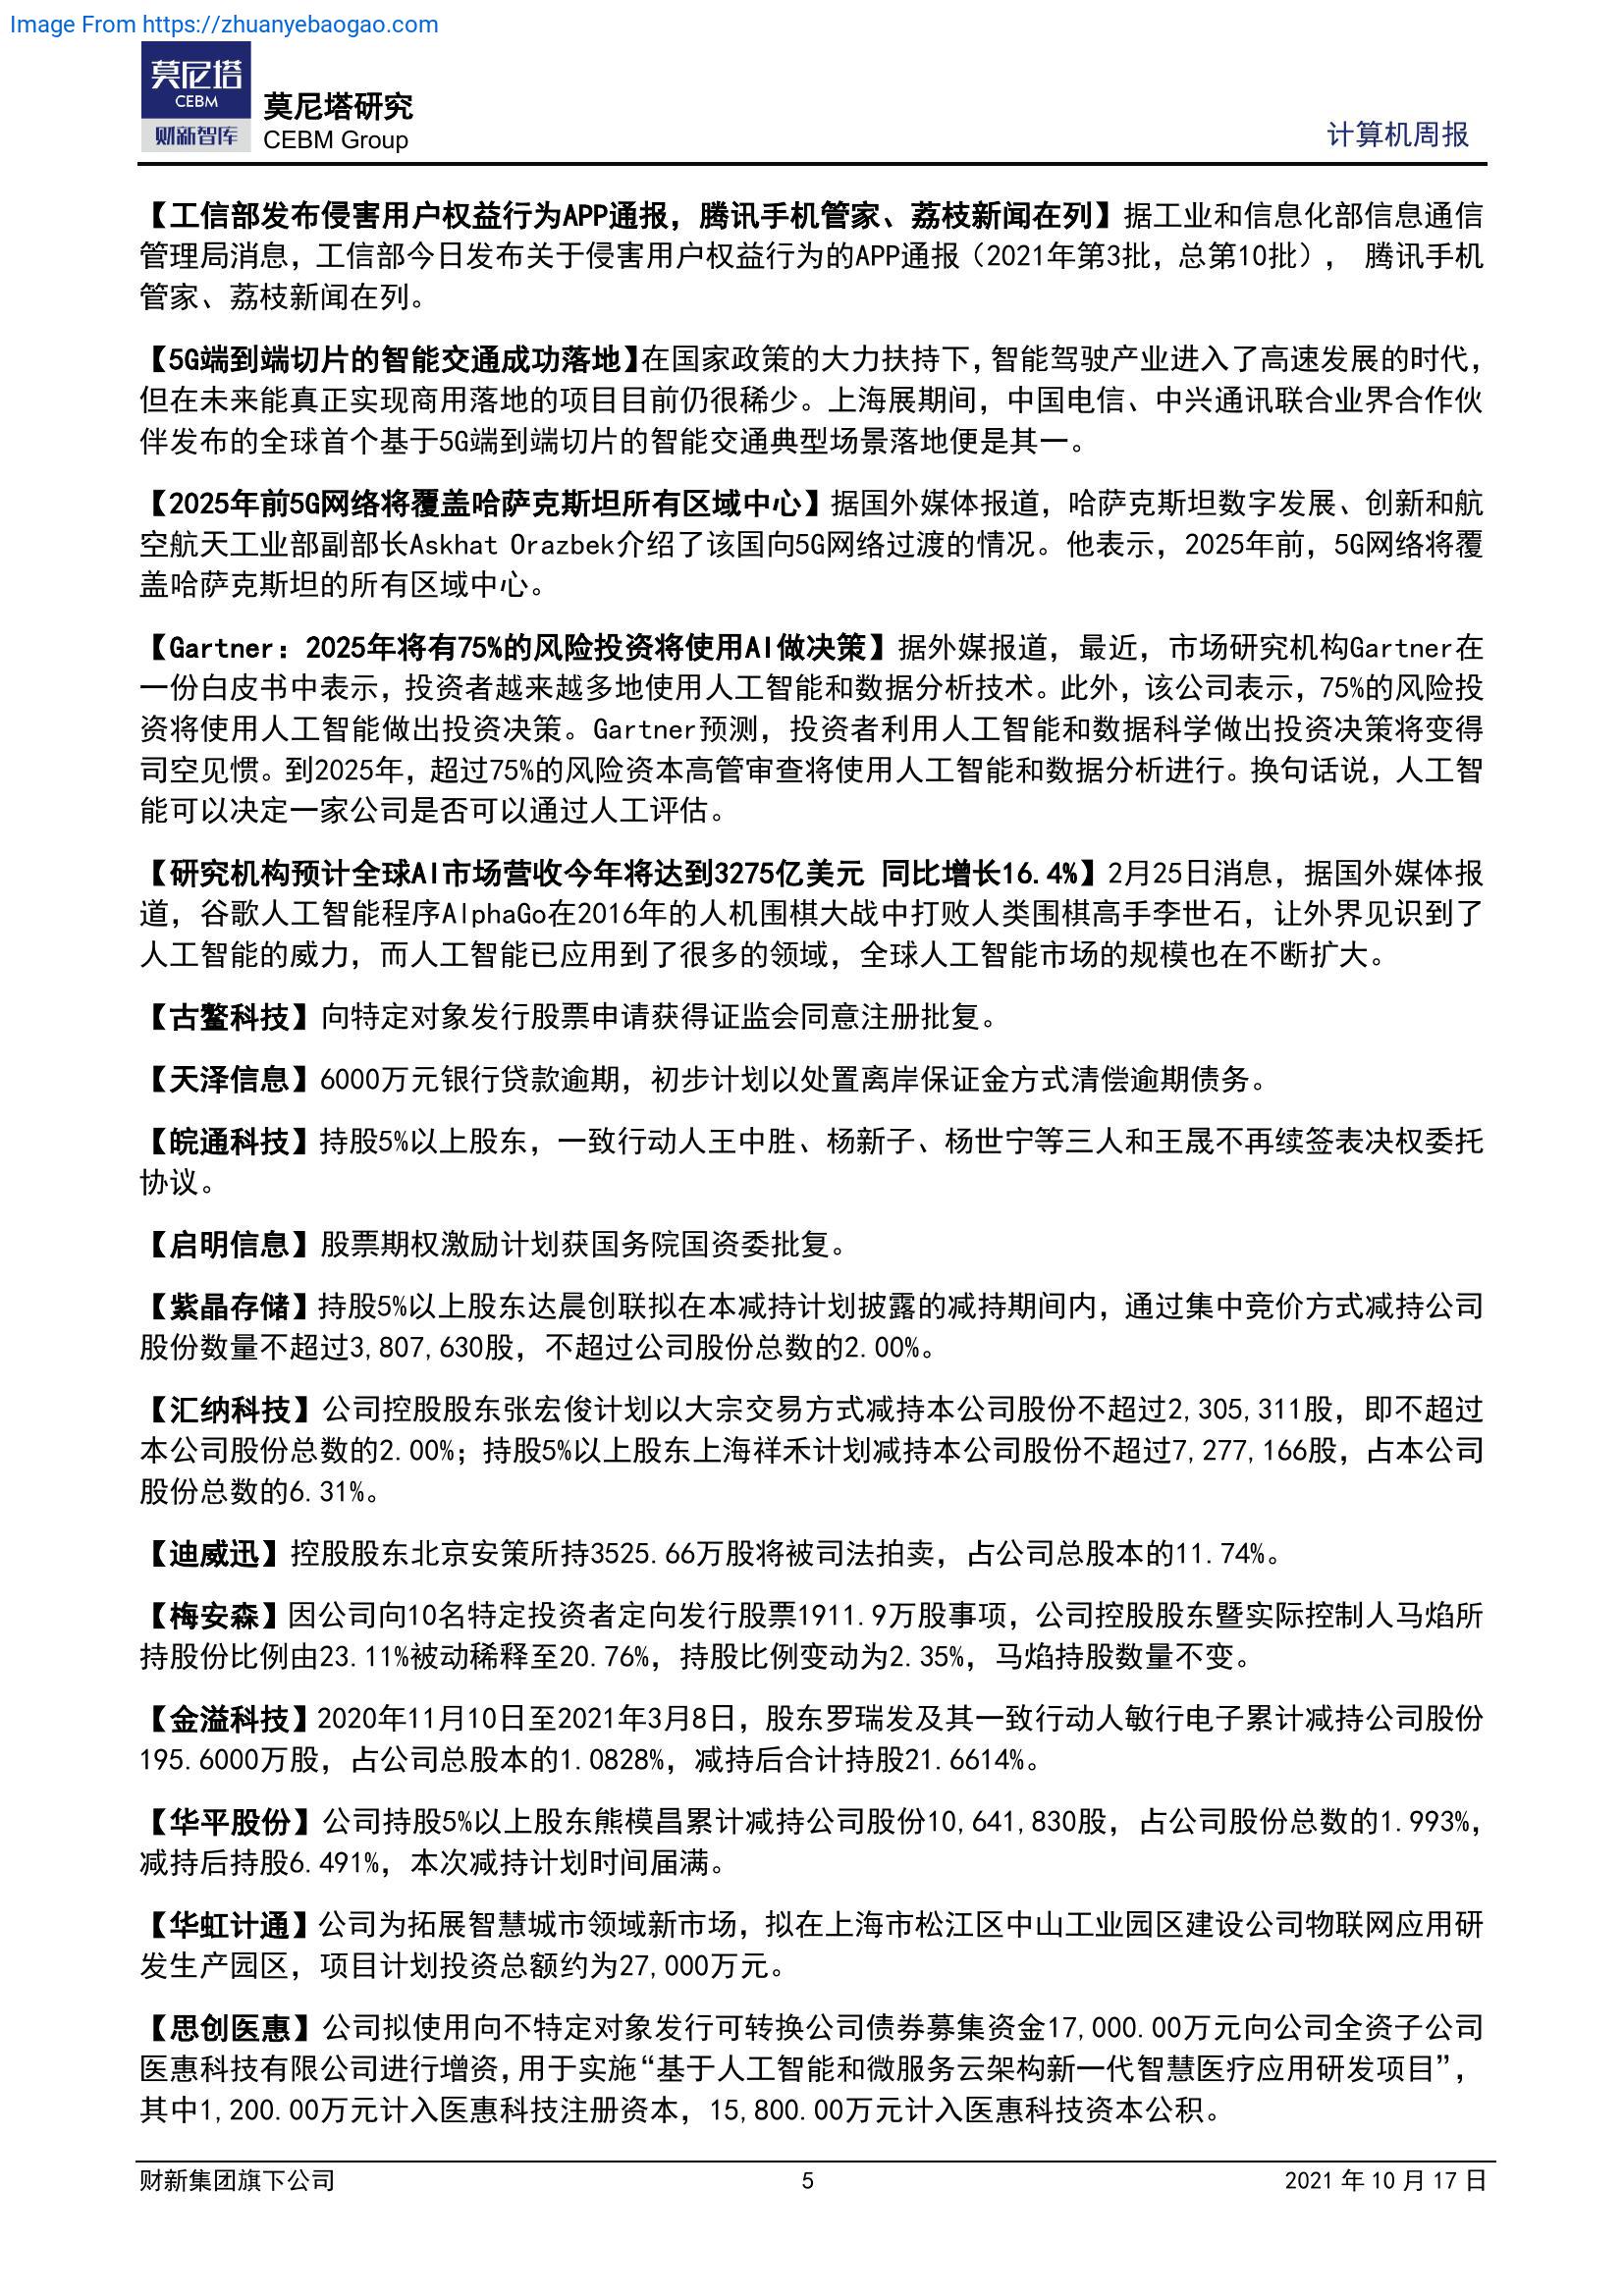 Image From https://zhuanyebaogao.com
莫尼塔
CEBM
财新智库
莫尼塔研究
CEBM Group
计算机周报
【工信部发布侵害用户权益行为APP通报，腾讯手机管家、荔枝新闻在列】据工业和信息化部信息通信
管理局消息，工信部今日发布关于侵害用户权益行为的APP通报（2021年第3批，总第10批）， 腾讯手机
管家、荔枝新闻在列。
【5G端到端切片的智能交通成功落地】在国家政策的大力扶持下，智能驾驶产业进入了高速发展的时代，
但在未来能真正实现商用落地的项目目前仍很稀少。上海展期间，中国电信、中兴通讯联合业界合作伙
伴发布的全球首个基于5G端到端切片的智能交通典型场景落地便是其一。
【2025年前5G网络将覆盖哈萨克斯坦所有区域中心】据国外媒体报道，哈萨克斯坦数字发展、创新和航
空航天工业部副部长Askhat Orazbek介绍了该国向5G网络过渡的情况。他表示，2025年前，5G网络将覆
盖哈萨克斯坦的所有区域中心。
【Gartner：2025年将有75%的风险投资将使用AI做决策】据外媒报道，最近，市场研究机构Gartner在
一份白皮书中表示，投资者越来越多地使用人工智能和数据分析技术。此外，该公司表示，75%的风险投
资将使用人工智能做出投资决策。Gartner预测，投资者利用人工智能和数据科学做出投资决策将变得
司空见惯。到2025年，超过75%的风险资本高管审查将使用人工智能和数据分析进行。换句话说，人工智
能可以决定一家公司是否可以通过人工评估。
【研究机构预计全球AI市场营收今年将达到3275亿美元 同比增长16.4%】2月25日消息，据国外媒体报
道，谷歌人工智能程序AlphaGo在2016年的人机围棋大战中打败人类围棋高手李世石，让外界见识到了
人工智能的威力，而人工智能已应用到了很多的领域，全球人工智能市场的规模也在不断扩大。
【古鳌科技】向特定对象发行股票申请获得证监会同意注册批复。
【天泽信息】6000万元银行贷款逾期，初步计划以处置离岸保证金方式清偿逾期债务。
【皖通科技】持股5%以上股东，一致行动人王中胜、杨新子、杨世宁等三人和王晟不再续签表决权委托
协议。
【启明信息】股票期权激励计划获国务院国资委批复。
【紫晶存储】持股5%以上股东达晨创联拟在本减持计划披露的减持期间内，通过集中竞价方式减持公司
股份数量不超过3,807,630股，不超过公司股份总数的2.00%。
【汇纳科技】公司控股股东张宏俊计划以大宗交易方式减持本公司股份不超过2,305,311股，即不超过
本公司股份总数的2.00%；持股5%以上股东上海祥禾计划减持本公司股份不超过7,277,166股，占本公司
股份总数的6.31%。
【迪威迅】控股股东北京安策所持3525.66万股将被司法拍卖，占公司总股本的11.74%。
【梅安森】因公司向10名特定投资者定向发行股票1911.9万股事项，公司控股股东暨实际控制人马焰所
持股份比例由23.11%被动稀释至20.76%，持股比例变动为2.35%，马焰持股数量不变。
【金溢科技】2020年11月10日至2021年3月8日，股东罗瑞发及其一致行动人敏行电子累计减持公司股份
195.6000万股，占公司总股本的1.0828%，减持后合计持股21.6614%。
【华平股份】公司持股5%以上股东熊模昌累计减持公司股份10,641,830股，占公司股份总数的1.993%，
减持后持股6.491%，本次减持计划时间届满。
【华虹计通】公司为拓展智慧城市领域新市场，拟在上海市松江区中山工业园区建设公司物联网应用研
发生产园区，项目计划投资总额约为27,000万元。
【思创医惠】公司拟使用向不特定对象发行可转换公司债券募集资金17,000.00万元向公司全资子公司
医惠科技有限公司进行增资，用于实施“基于人工智能和微服务云架构新一代智慧医疗应用研发项目”，
其中1,200.00万元计入医惠科技注册资本，15,800.00万元计入医惠科技资本公积。
财新集团旗下公司
5
2021 年 10 月 17 日